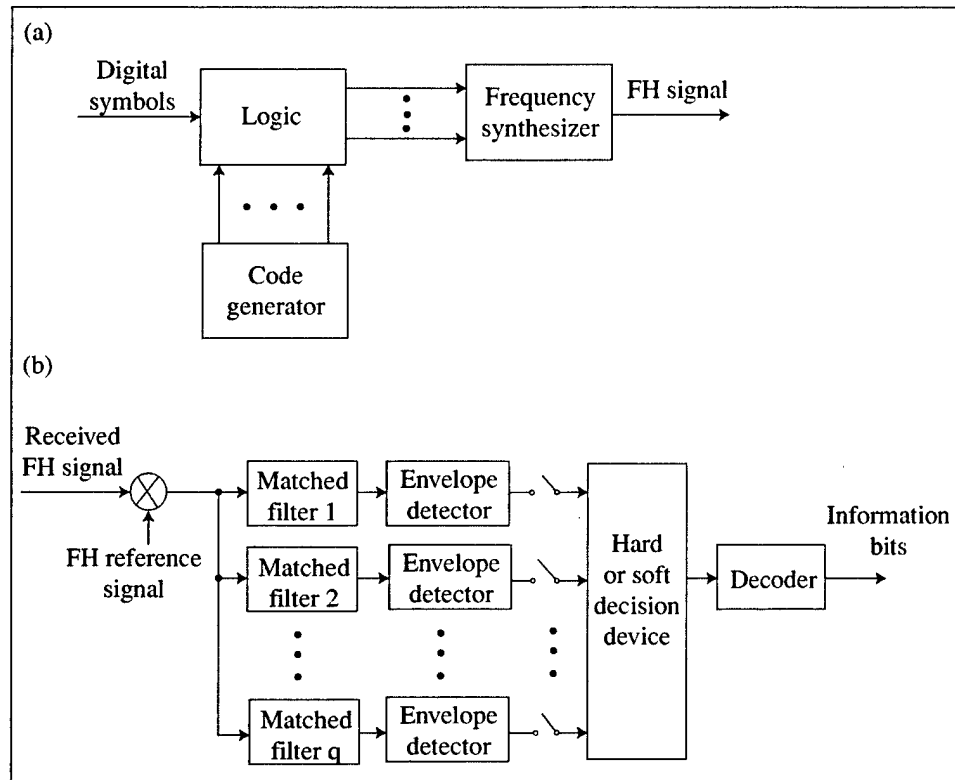 (a)
Digital
symbols
Logic
Frequency
synthesizer
FH signal
Code
generator
(b)
Received
FH signal
FH reference
signal
Matched
filter 1
Envelope
detector
Matched
filter 2
Envelope
detector
Matched
filter q
Envelope
detector
Hard
or soft
decision
device
Decoder
Information
bits